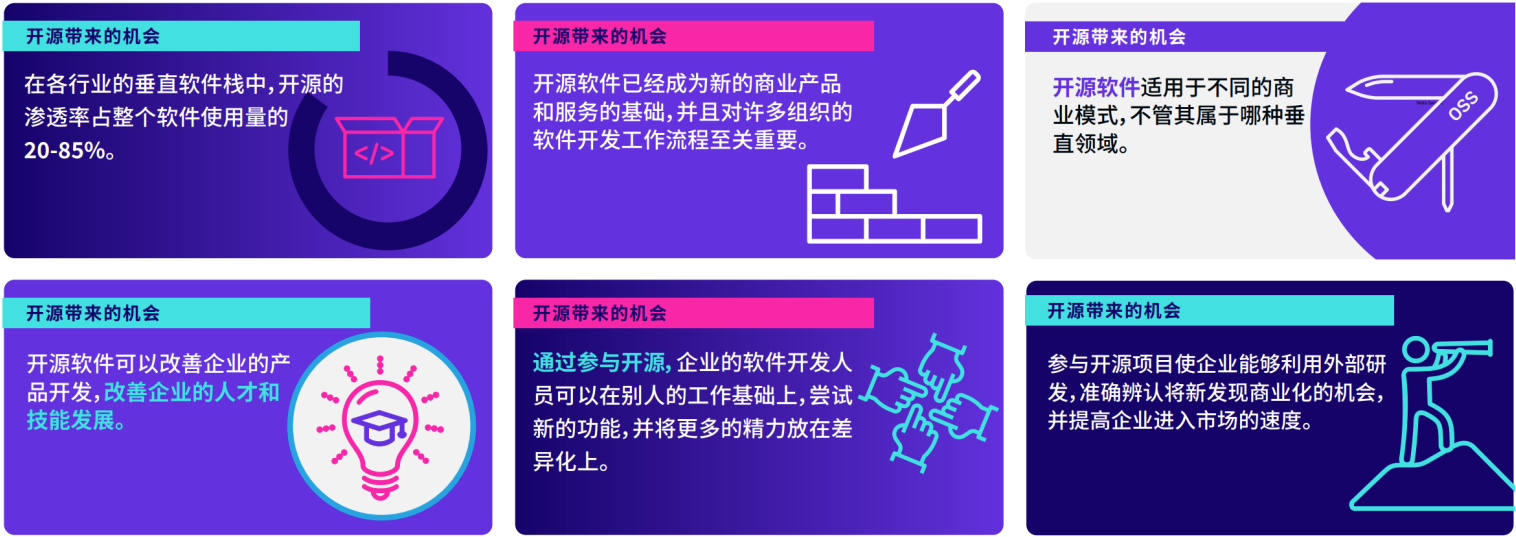 开源带来的机会
在各行业的垂直软件栈中，开源的
渗透率占整个软件使用量的
20-85%。
</>
开源带来的机会
开源软件已经成为新的商业产品
和服务的基础，并且对许多组织的
软件开发工作流程至关重要。
开源带来的机会
开源软件适用于不同的商
业模式，不管其属于哪种垂
直领域。
OSS
开源带来的机会
开源软件可以改善企业的产
品开发，改善企业的人才和
技能发展。
开源带来的机会
通过参与开源，企业的软件开发人
员可以在别人的工作基础上，尝试
新的功能，并将更多的精力放在差
异化上。
开源带来的机会
参与开源项目使企业能够利用外部研
发，准确辨认将新发现商业化的机会，
并提高企业进入市场的速度。